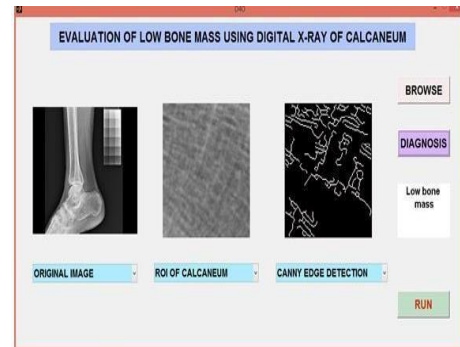 EVALUATION OF LOW BONE MASS USING DIGITAL X-RAY OF CALCANEUM
BROWSE
DIAGNOSIS
Low bone
mass
ORIGINAL IMAGE
ROI OF CALCANEUM
CANNY EDGE DETECTION
RUN